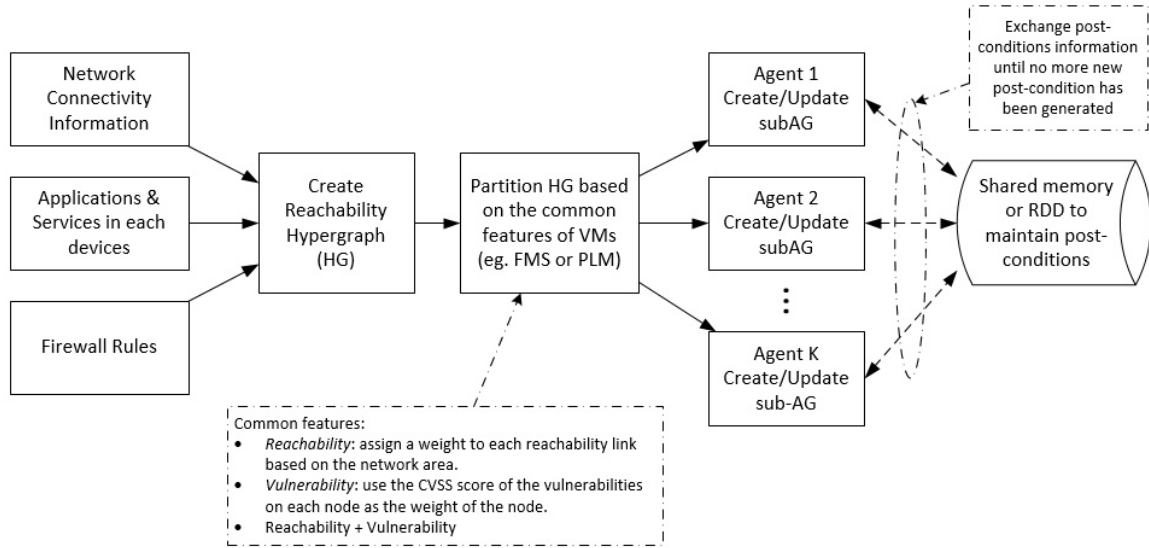 Network
Connectivity
Information
Applications &
Services in each
devices
Firewall Rules
Create
Reachability
Hypergraph
(HG)
Partition HG based
on the common
features of VMs
(eg. FMS or PLM)
Agent 1
Create/Update
subAG
Agent 2
Create/Update
subAG
Agent K
Create/Update
sub-AG
Exchange post-
conditions information
until no more new
post-condition has
been generated
Shared memory
or RDD to
maintain post-
conditions
Common features:
• Reachability: assign a weight to each reachability link
based on the network area.
• Vulnerability: use the CVSS score of the vulnerabilities
on each node as the weight of the node.
• Reachability + Vulnerability